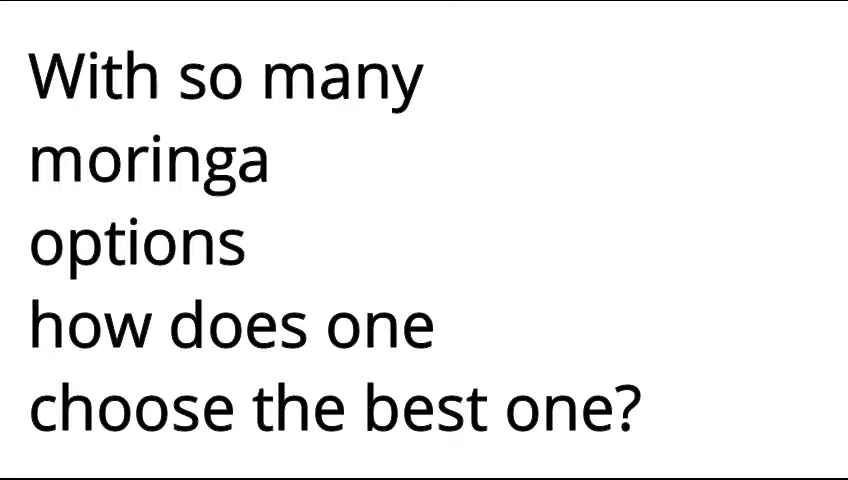 With so many
moringa
options
how does one
choose the best one?